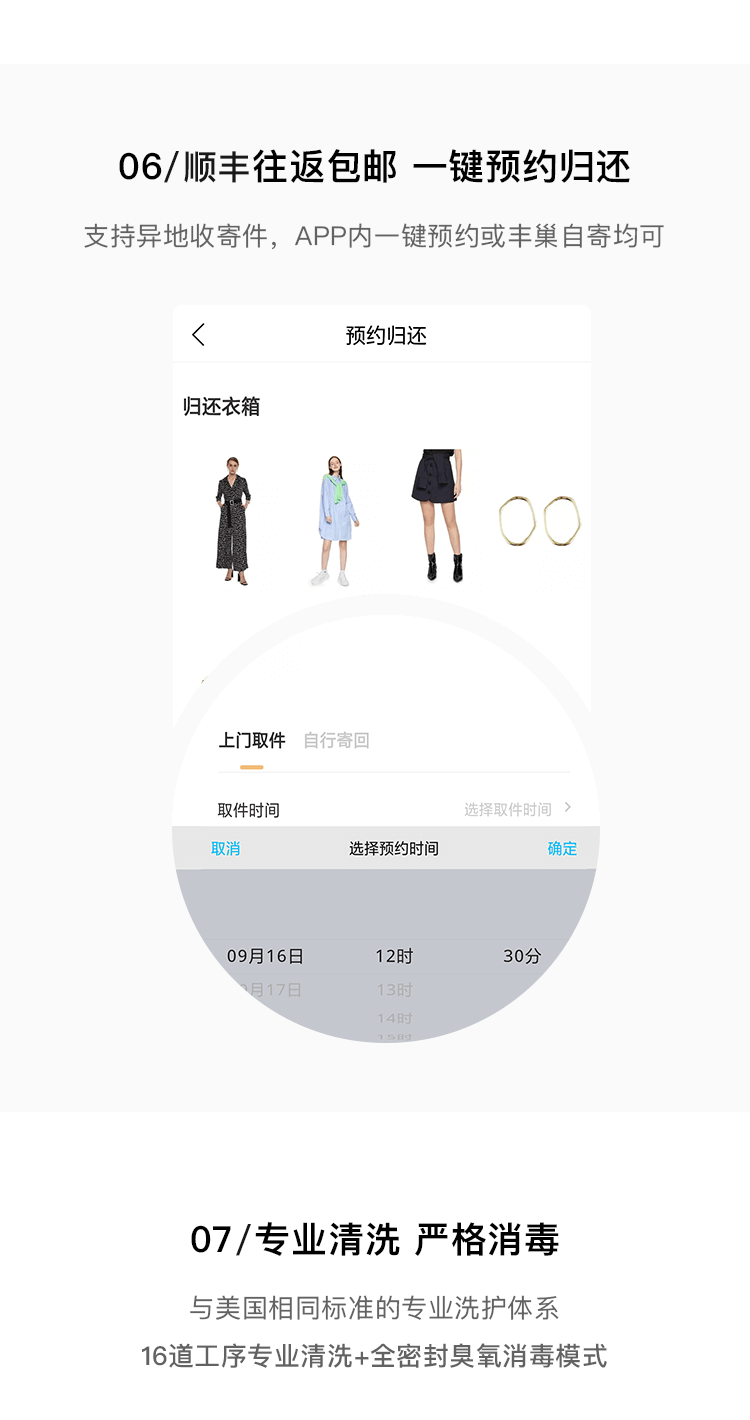 06/顺丰往返包邮 一键预约归还
支持异地收寄件，APP内一键预约或丰巢自寄均可
预约归还
归还衣箱
上门取件 自行寄回
取件时间 选择取件时间
取消 选择预约时间 确定
09月16日 12时 30分
月17日 13时
14时
07/专业清洗 严格消毒
与美国相同标准的专业洗护体系
16道工序专业清洗+全密封臭氧消毒模式